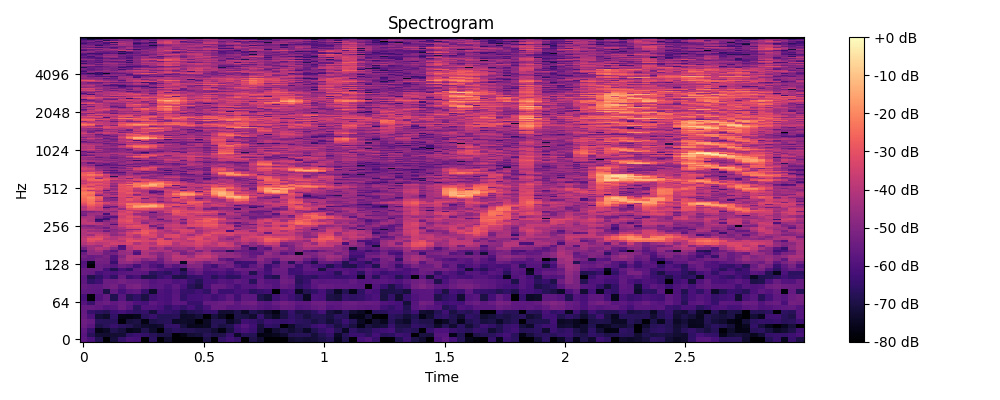 Spectrogram
Hz
4096
2048
1024
512
256
128
64
0
0
0.5
1
1.5
2
2.5
Time
+0 dB
-10 dB
-20 dB
-30 dB
-40 dB
-50 dB
-60 dB
-70 dB
-80 dB